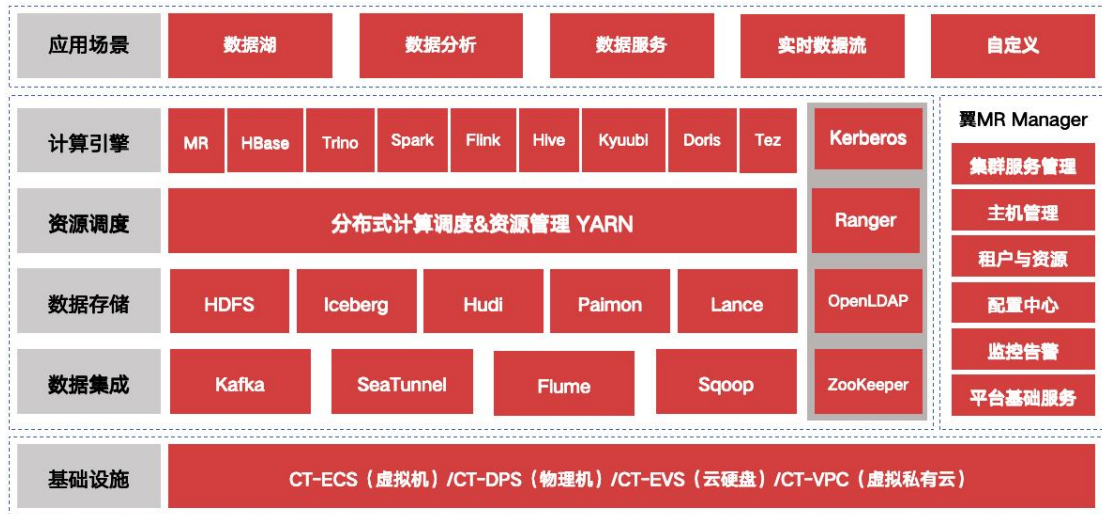 应用场景
数据湖
数据分析
数据服务
实时数据流
自定义
计算引擎
MR
HBase
Trino
Spark
Flink
Hive
Kyuubi
Doris
Tez
Kerberos
资源调度
分布式计算调度&资源管理 YARN
Ranger
数据存储
HDFS
Iceberg
Hudi
Paimon
Lance
OpenLDAP
数据集成
Kafka
SeaTunnel
Flume
Sqoop
ZooKeeper
翼MR Manager
集群服务管理
主机管理
租户与资源
配置中心
监控告警
平台基础服务
基础设施
CT-ECS（虚拟机）/CT-DPS（物理机）/CT-EVS（云硬盘）/CT-VPC（虚拟私有云）